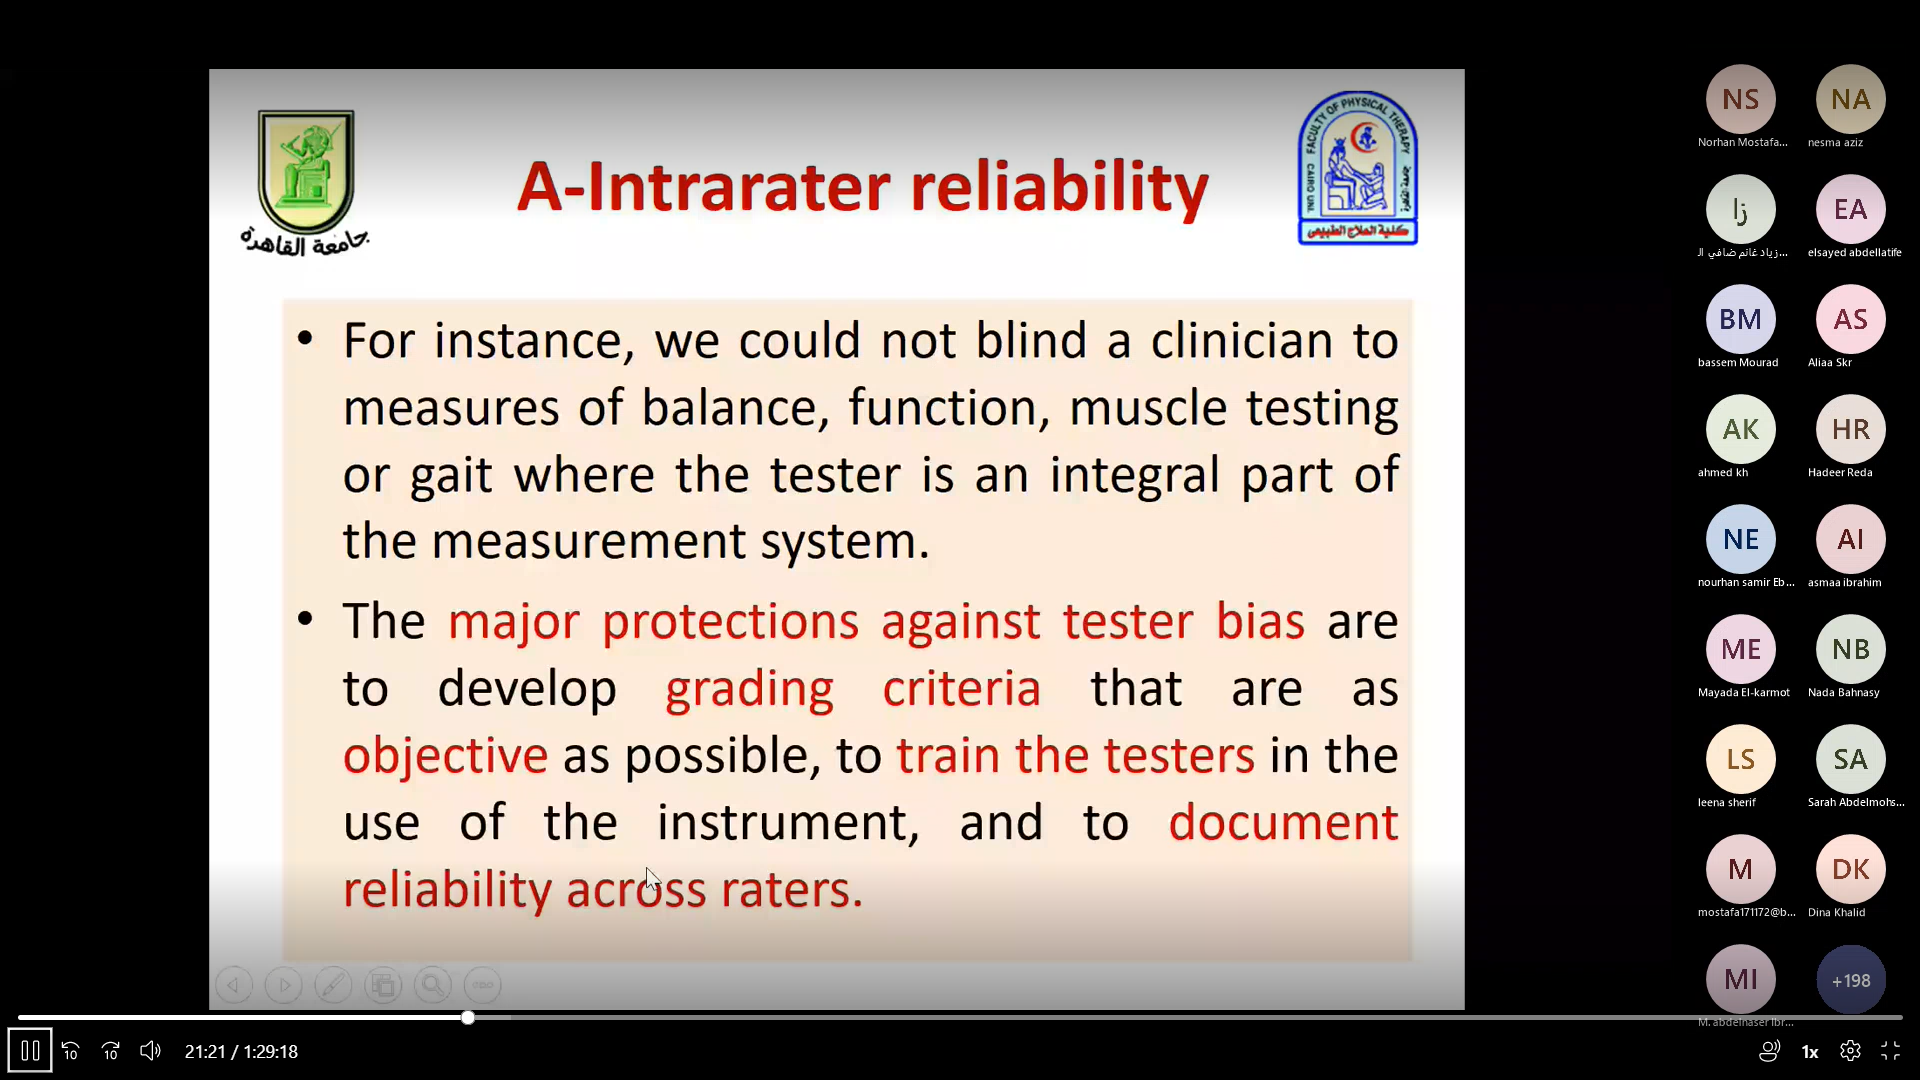 FACULTY OF PHYSICAL THERAPY
CAIRO UNI.
جامعة القاهرة
كلية العلاج الطبيعى
جامعة القاهرة
A-Intrarater reliability
• For instance, we could not blind a clinician to
measures of balance, function, muscle testing
or gait where the tester is an integral part of
the measurement system.
• The major protections against tester bias are
to develop grading criteria that are as
objective as possible, to train the testers in the
use of the instrument, and to document
reliability across raters.
NS
Norhan Mostafa...
NA
nesma aziz
زا
زياد غانم ضافي ال...
EA
elsayed abdellatife
BM
bassem Mourad
AS
Aliaa Skr
AK
ahmed kh
HR
Hadeer Reda
NE
nourhan samir Eb...
AI
asmaa ibrahim
ME
Mayada El-karmot
NB
Nada Bahnasy
LS
leena sherif
SA
Sarah Abdelmohs...
M
mostafa171172@b...
DK
Dina Khalid
MI
M. abdelnaser Ibr...
+198
10
10
21:21 / 1:29:18
1x